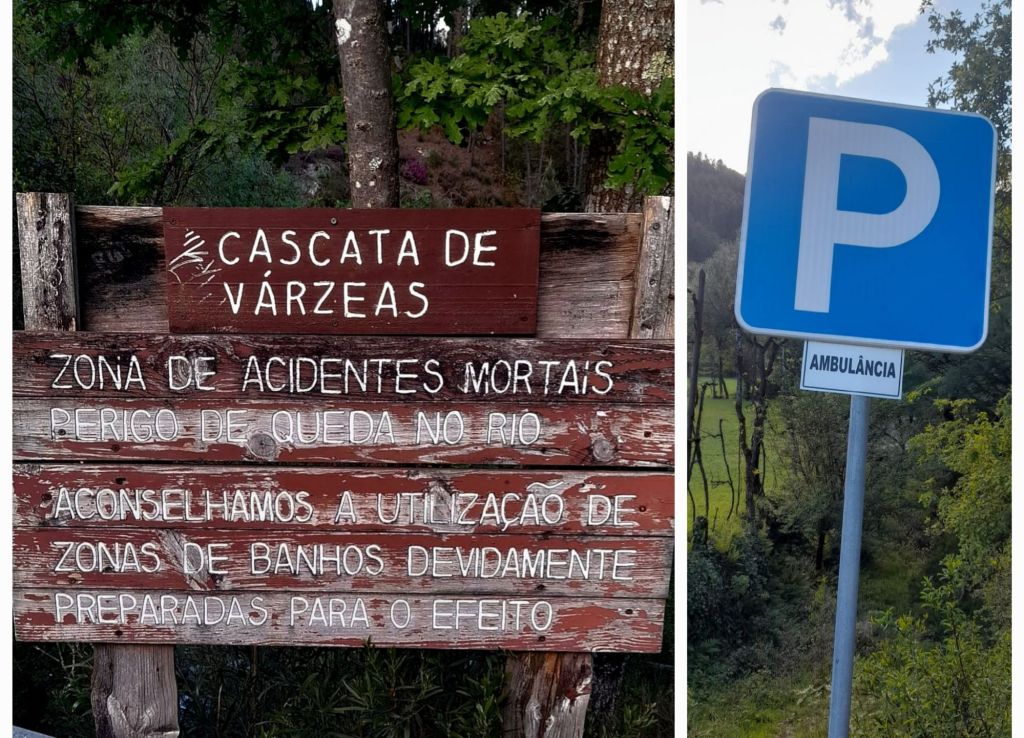 CASCATA DE
VÁRZEAS
ZONA DE ACIDENTES MORTAIS
PERIGO DE QUEDA NO RIO
ACONSELHAMOS A UTILIZAÇÃO DE
ZONAS DE BANHOS DEVIDAMENTE
PREPARADAS PARA O EFEITO
P
AMBULÂNCIA